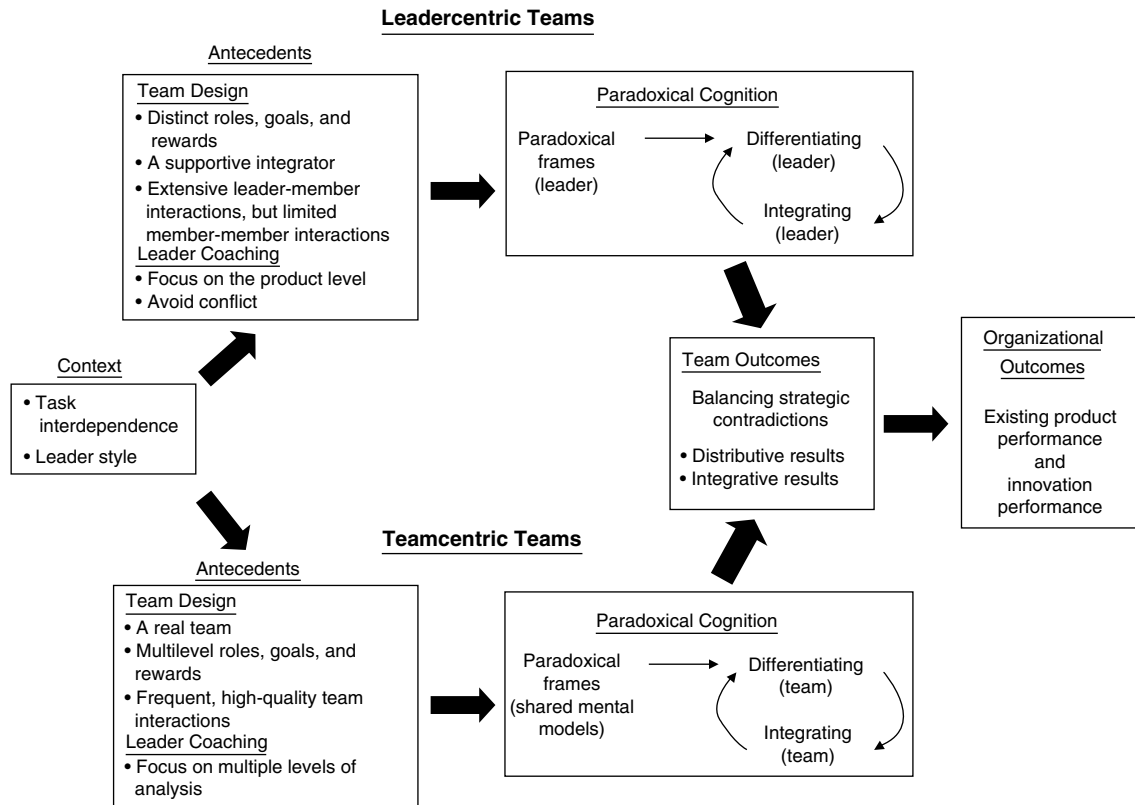 Leadercentric Teams
Antecedents
Team Design
• Distinct roles, goals, and
rewards
• A supportive integrator
• Extensive leader-member
interactions, but limited
member-member interactions
Leader Coaching
• Focus on the product level
• Avoid conflict
Paradoxical Cognition
Paradoxical
frames
(leader)
Differentiating
(leader)
Integrating
(leader)
Context
• Task
interdependence
• Leader style
Team Outcomes
Balancing strategic
contradictions
• Distributive results
• Integrative results
Organizational
Outcomes
Existing product
performance
and
innovation
performance
Teamcentric Teams
Antecedents
Team Design
• A real team
• Multilevel roles, goals, and
rewards
• Frequent, high-quality team
interactions
Leader Coaching
• Focus on multiple levels of
analysis
Paradoxical Cognition
Paradoxical
frames
(shared mental
models)
Differentiating
(team)
Integrating
(team)